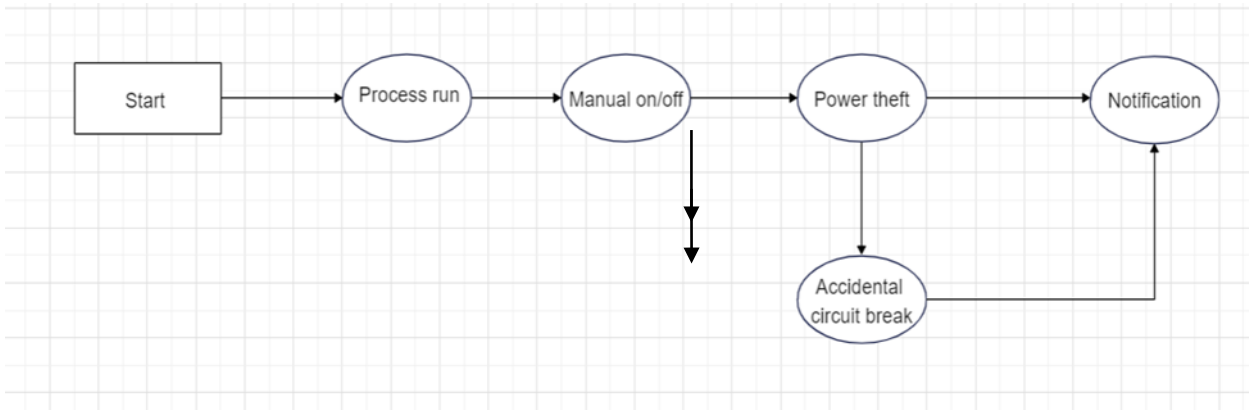 Start
Process run
Manual on/off
Power theft
Notification
Accidental
circuit break